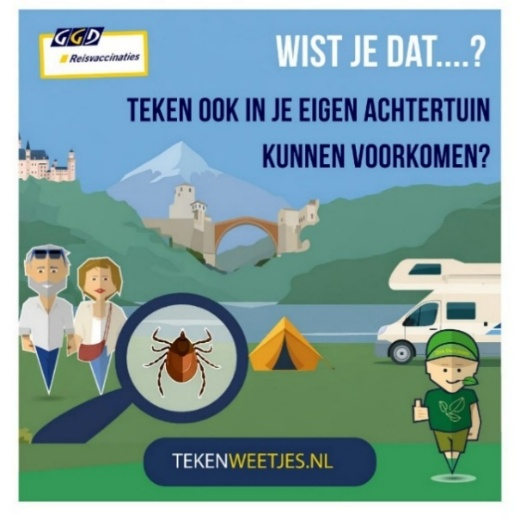 GGD
Reisvaccinaties
WIST JE DAT....?
TEKEN OOK IN JE EIGEN ACHTERTUIN
KUNNEN VOORKOMEN?
TEKENWEETJES.NL